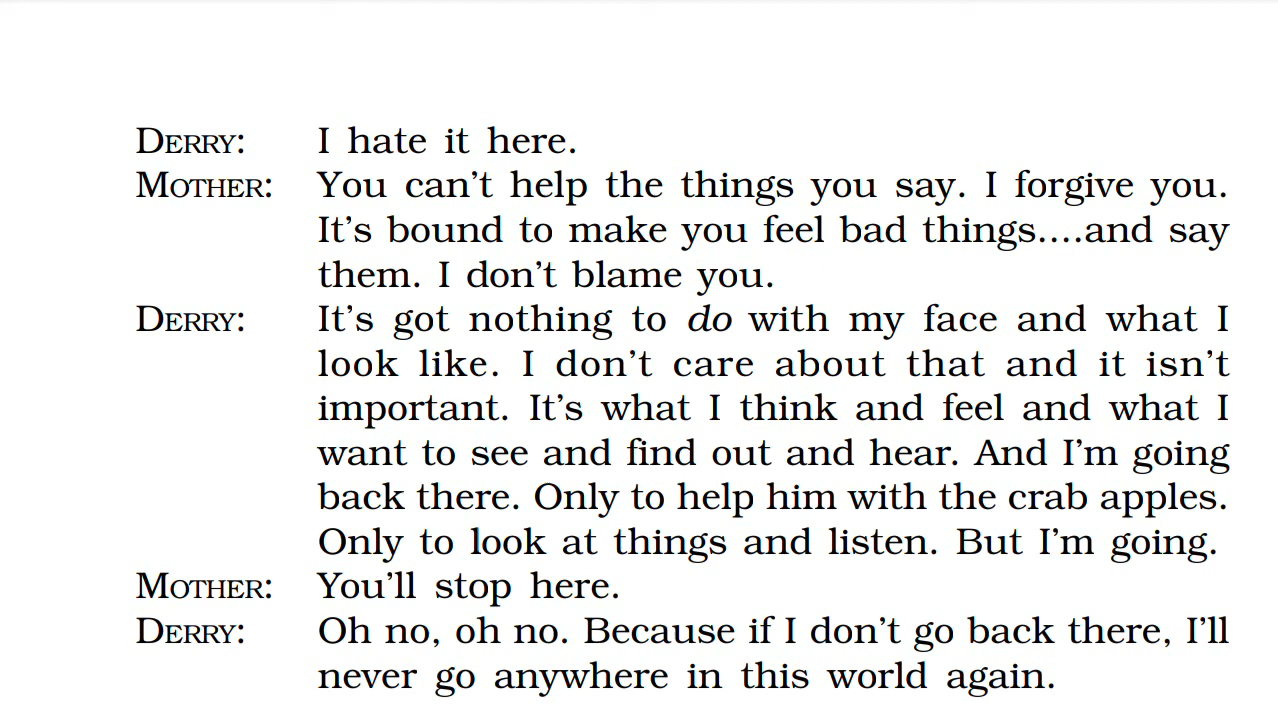 DERRY: I hate it here.
MOTHER: You can’t help the things you say. I forgive you.
It’s bound to make you feel bad things....and say
them. I don’t blame you.
DERRY: It’s got nothing to do with my face and what I
look like. I don’t care about that and it isn’t
important. It’s what I think and feel and what I
want to see and find out and hear. And I’m going
back there. Only to help him with the crab apples.
Only to look at things and listen. But I’m going.
MOTHER: You’ll stop here.
DERRY: Oh no, oh no. Because if I don’t go back there, I’ll
never go anywhere in this world again.